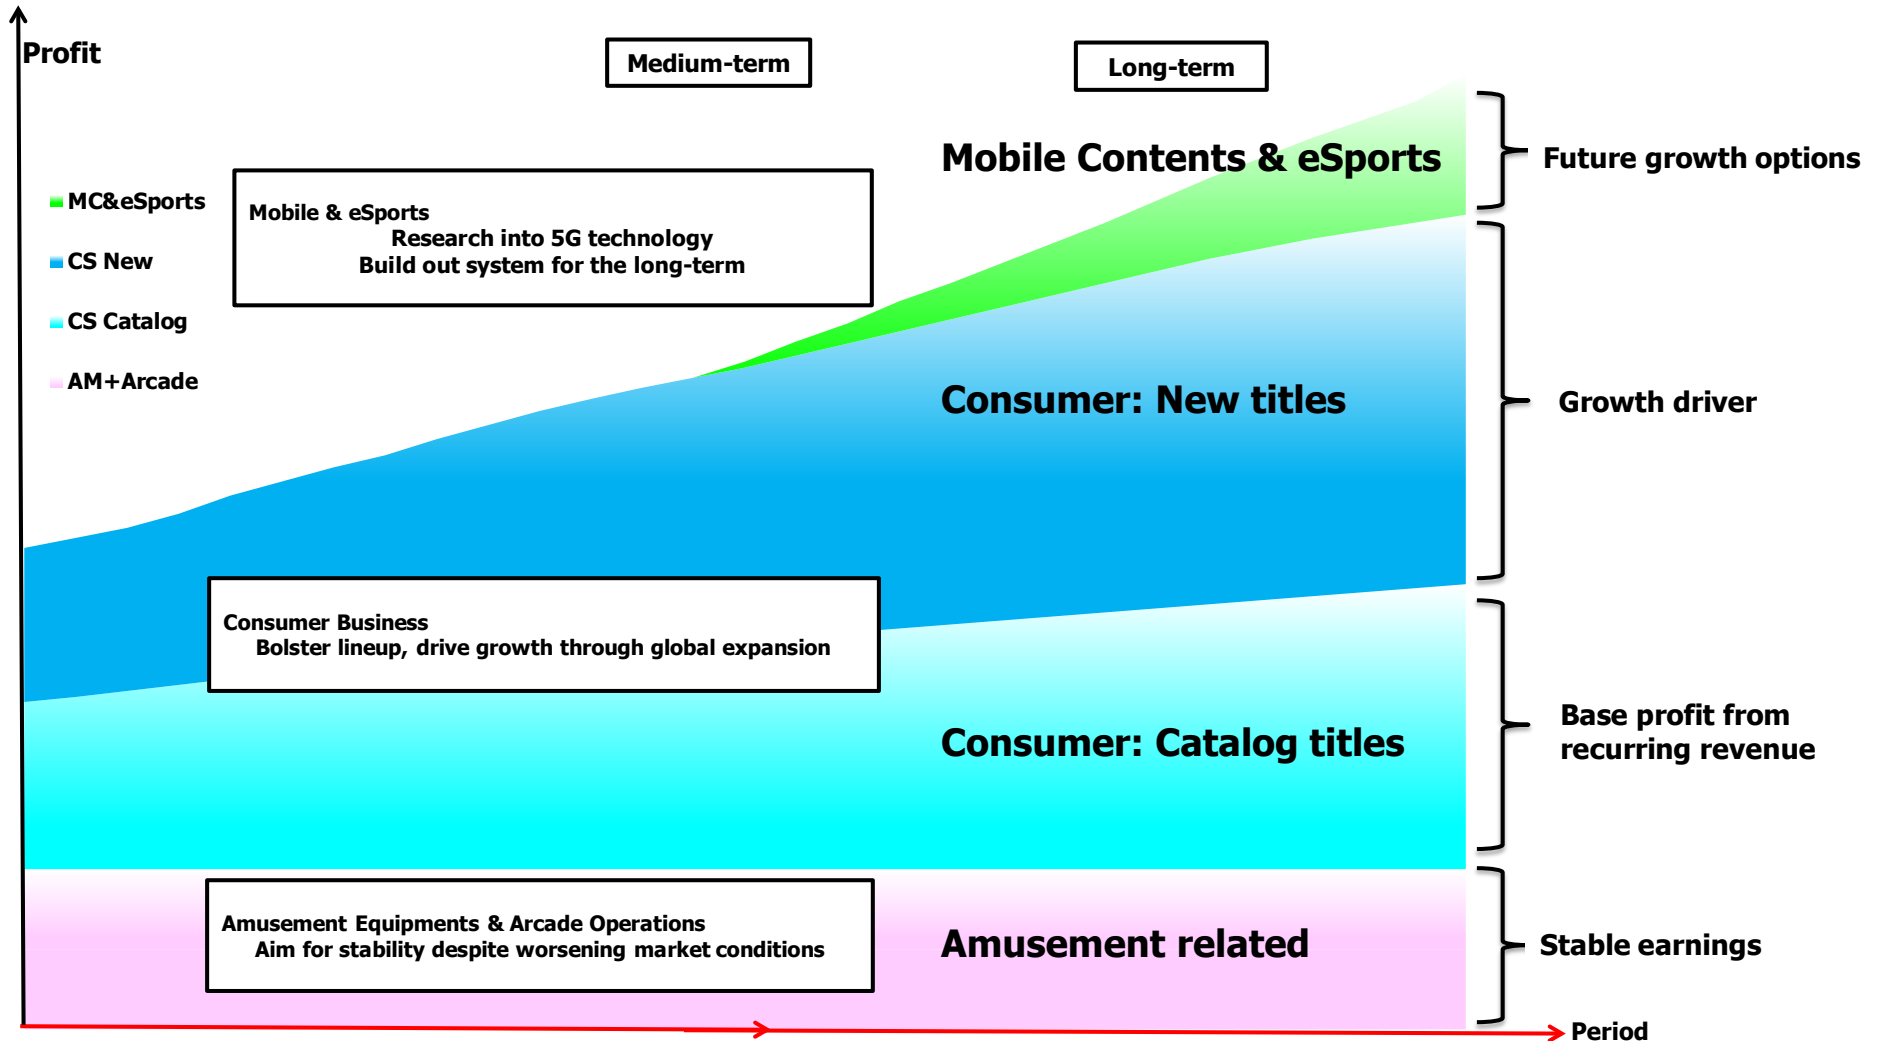 Profit
Medium-term
Long-term
Mobile Contents & eSports
Future growth options
MC&eSports
CS New
CS Catalog
AM+Arcade
Mobile & eSports
Research into 5G technology
Build out system for the long-term
Consumer: New titles
Growth driver
Consumer Business
Bolster lineup, drive growth through global expansion
Consumer: Catalog titles
Base profit from
recurring revenue
Amusement Equipments & Arcade Operations
Aim for stability despite worsening market conditions
Amusement related
Stable earnings
Period